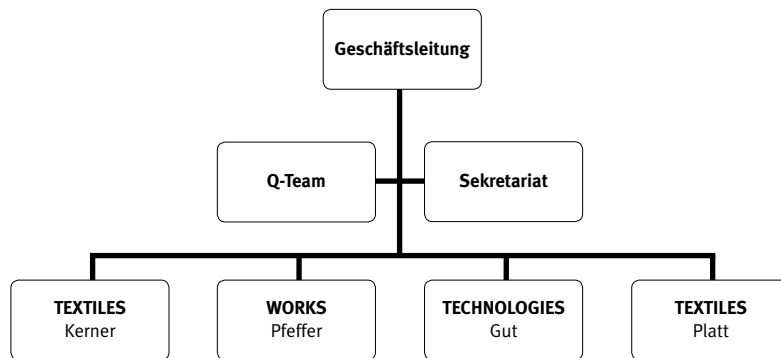 Geschäftsleitung
Q-Team
Sekretariat
TEXTILES
Kerner
WORKS
Pfeffer
TECHNOLOGIES
Gut
TEXTILES
Platt